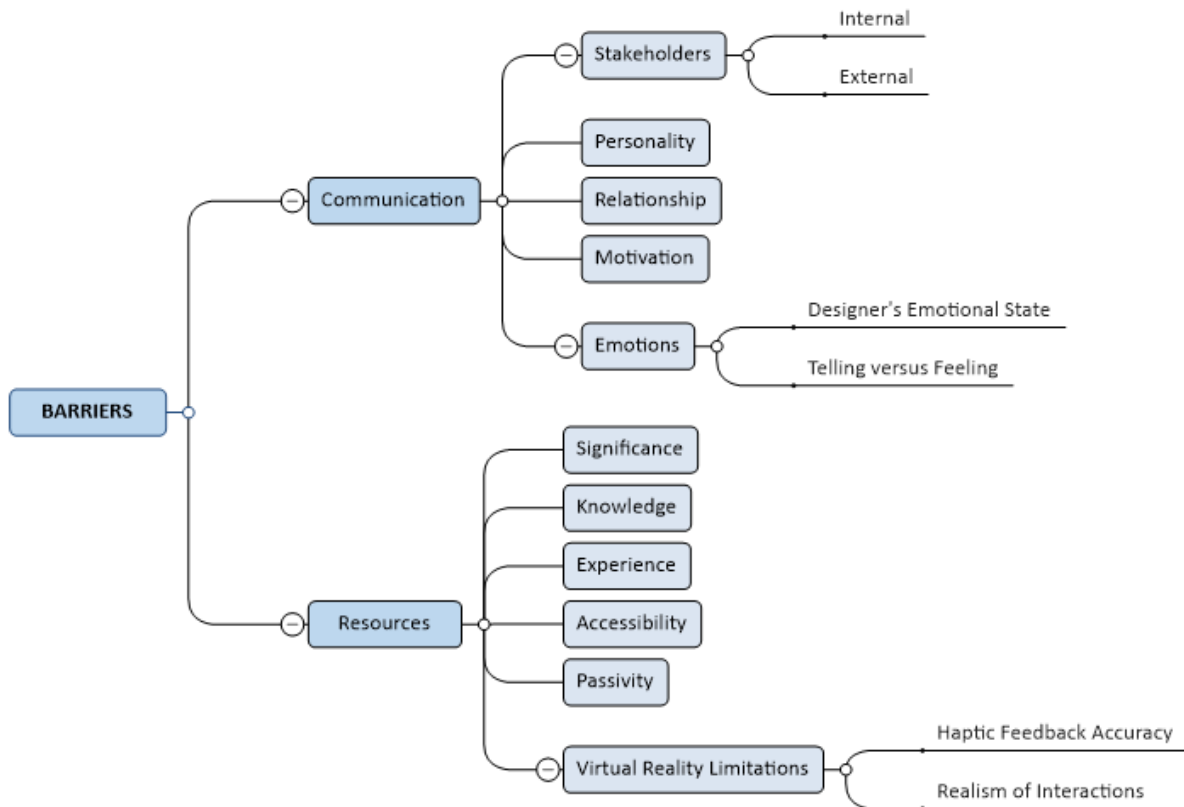 BARRIERS
Communication
Stakeholders
Internal
External
Personality
Relationship
Motivation
Emotions
Designer's Emotional State
Telling versus Feeling
Resources
Significance
Knowledge
Experience
Accessibility
Passivity
Virtual Reality Limitations
Haptic Feedback Accuracy
Realism of Interactions